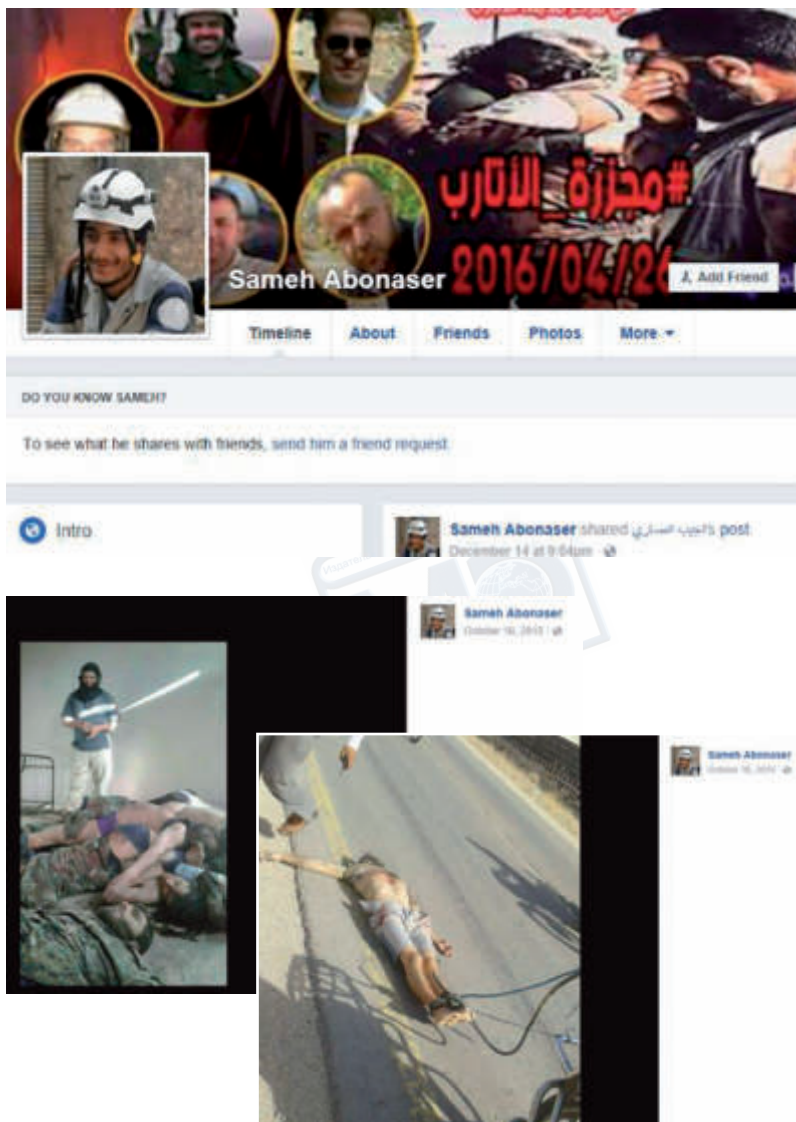 #مجزرة_الأتارب
2016/04/26
Sameh Abonaser
Add Friend
Timeline About Friends Photos More
DO YOU KNOW SAMEH?
To see what he shares with friends, send him a friend request.
Intro
Sameh Abonaser shared post
December 14 at 9:04pm
Sameh Abonaser
Sameh Abonaser